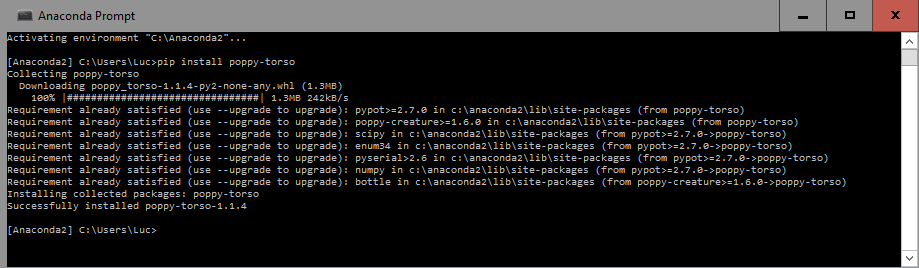 Anaconda Prompt
Activating environment "C:\Anaconda2"...
[Anaconda2] C:\Users\Luc>pip install poppy-torso
Collecting poppy-torso
Downloading poppy_torso-1.1.4-py2-none-any.whl (1.3MB)
100% |################################| 1.3MB 242kB/s
Requirement already satisfied (use --upgrade to upgrade): pypot>=2.7.0 in c:\anaconda2\lib\site-packages (from poppy-torso)
Requirement already satisfied (use --upgrade to upgrade): poppy-creature>=1.6.0 in c:\anaconda2\lib\site-packages (from poppy-torso)
Requirement already satisfied (use --upgrade to upgrade): scipy in c:\anaconda2\lib\site-packages (from pypot>=2.7.0->poppy-torso)
Requirement already satisfied (use --upgrade to upgrade): enum34 in c:\anaconda2\lib\site-packages (from pypot>=2.7.0->poppy-torso)
Requirement already satisfied (use --upgrade to upgrade): pyserial>2.6 in c:\anaconda2\lib\site-packages (from pypot>=2.7.0->poppy-torso)
Requirement already satisfied (use --upgrade to upgrade): numpy in c:\anaconda2\lib\site-packages (from pypot>=2.7.0->poppy-torso)
Requirement already satisfied (use --upgrade to upgrade): bottle in c:\anaconda2\lib\site-packages (from poppy-creature>=1.6.0->poppy-torso)
Installing collected packages: poppy-torso
Successfully installed poppy-torso-1.1.4
[Anaconda2] C:\Users\Luc>